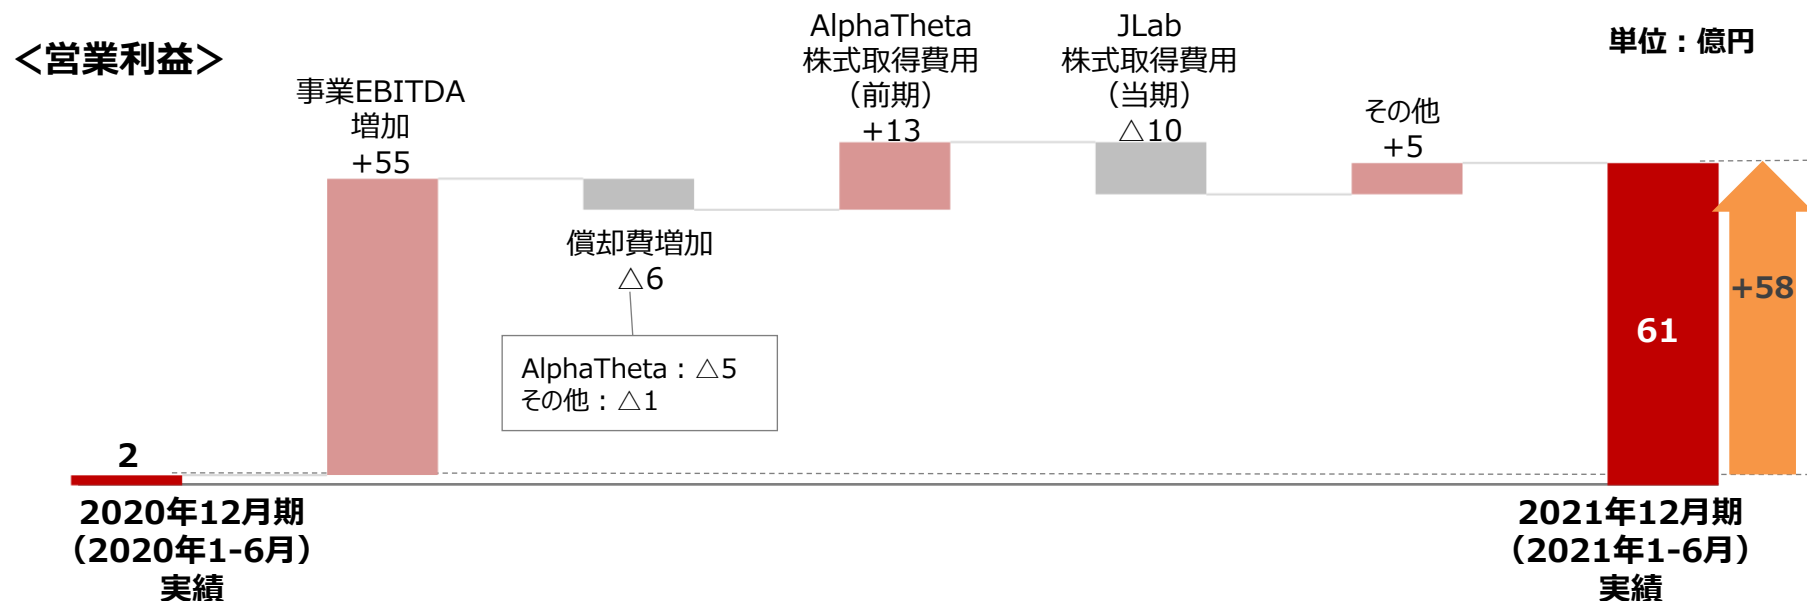 ＜営業利益＞
単位：億円
事業EBITDA
増加
+55
償却費増加
△6
AlphaTheta：△5
その他：△1
AlphaTheta
株式取得費用
（前期）
+13
JLab
株式取得費用
（当期）
△10
その他
+5
+58
61
2
2020年12月期
（2020年1-6月）
実績
2021年12月期
（2021年1-6月）
実績